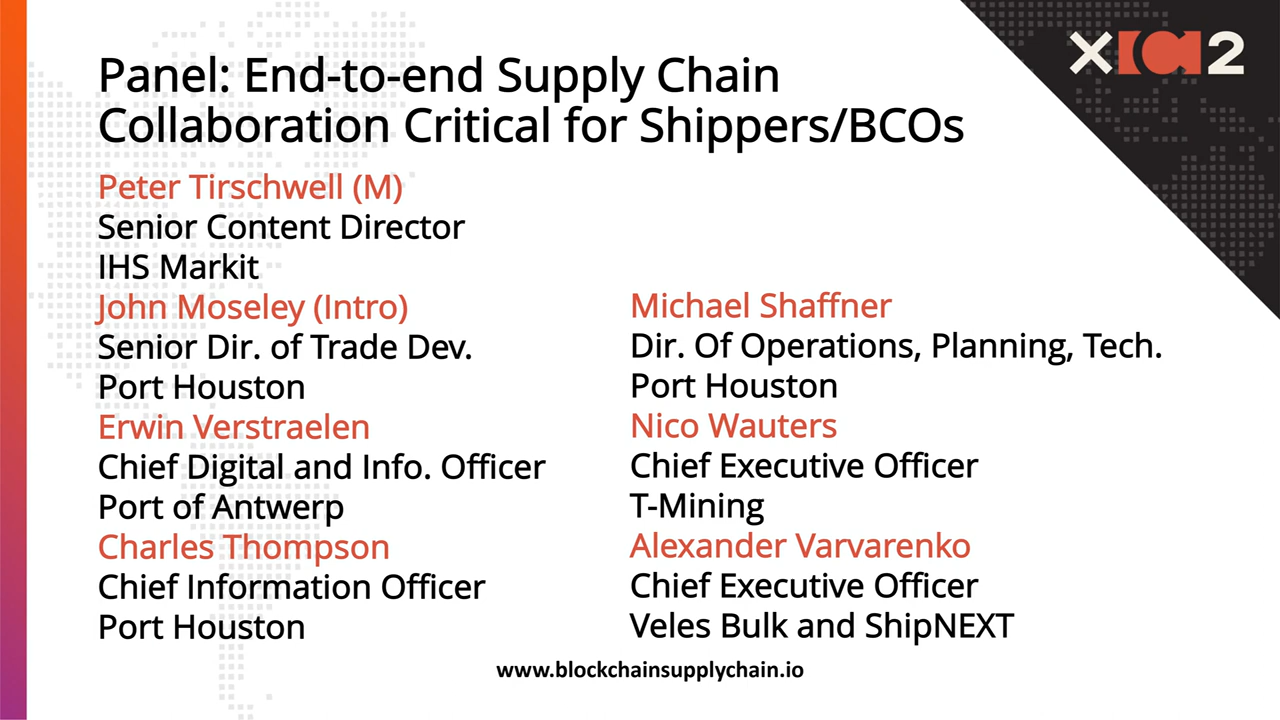 Panel: End-to-end Supply Chain
Collaboration Critical for Shippers/BCOs
Peter Tirschwell (M)
Senior Content Director
IHS Markit
John Moseley (Intro)
Senior Dir. of Trade Dev.
Port Houston
Erwin Verstraelen
Chief Digital and Info. Officer
Port of Antwerp
Charles Thompson
Chief Information Officer
Port Houston
Michael Shaffner
Dir. Of Operations, Planning, Tech.
Port Houston
Nico Wauters
Chief Executive Officer
T-Mining
Alexander Varvarenko
Chief Executive Officer
Veles Bulk and ShipNEXT
www.blockchainsupplychain.io